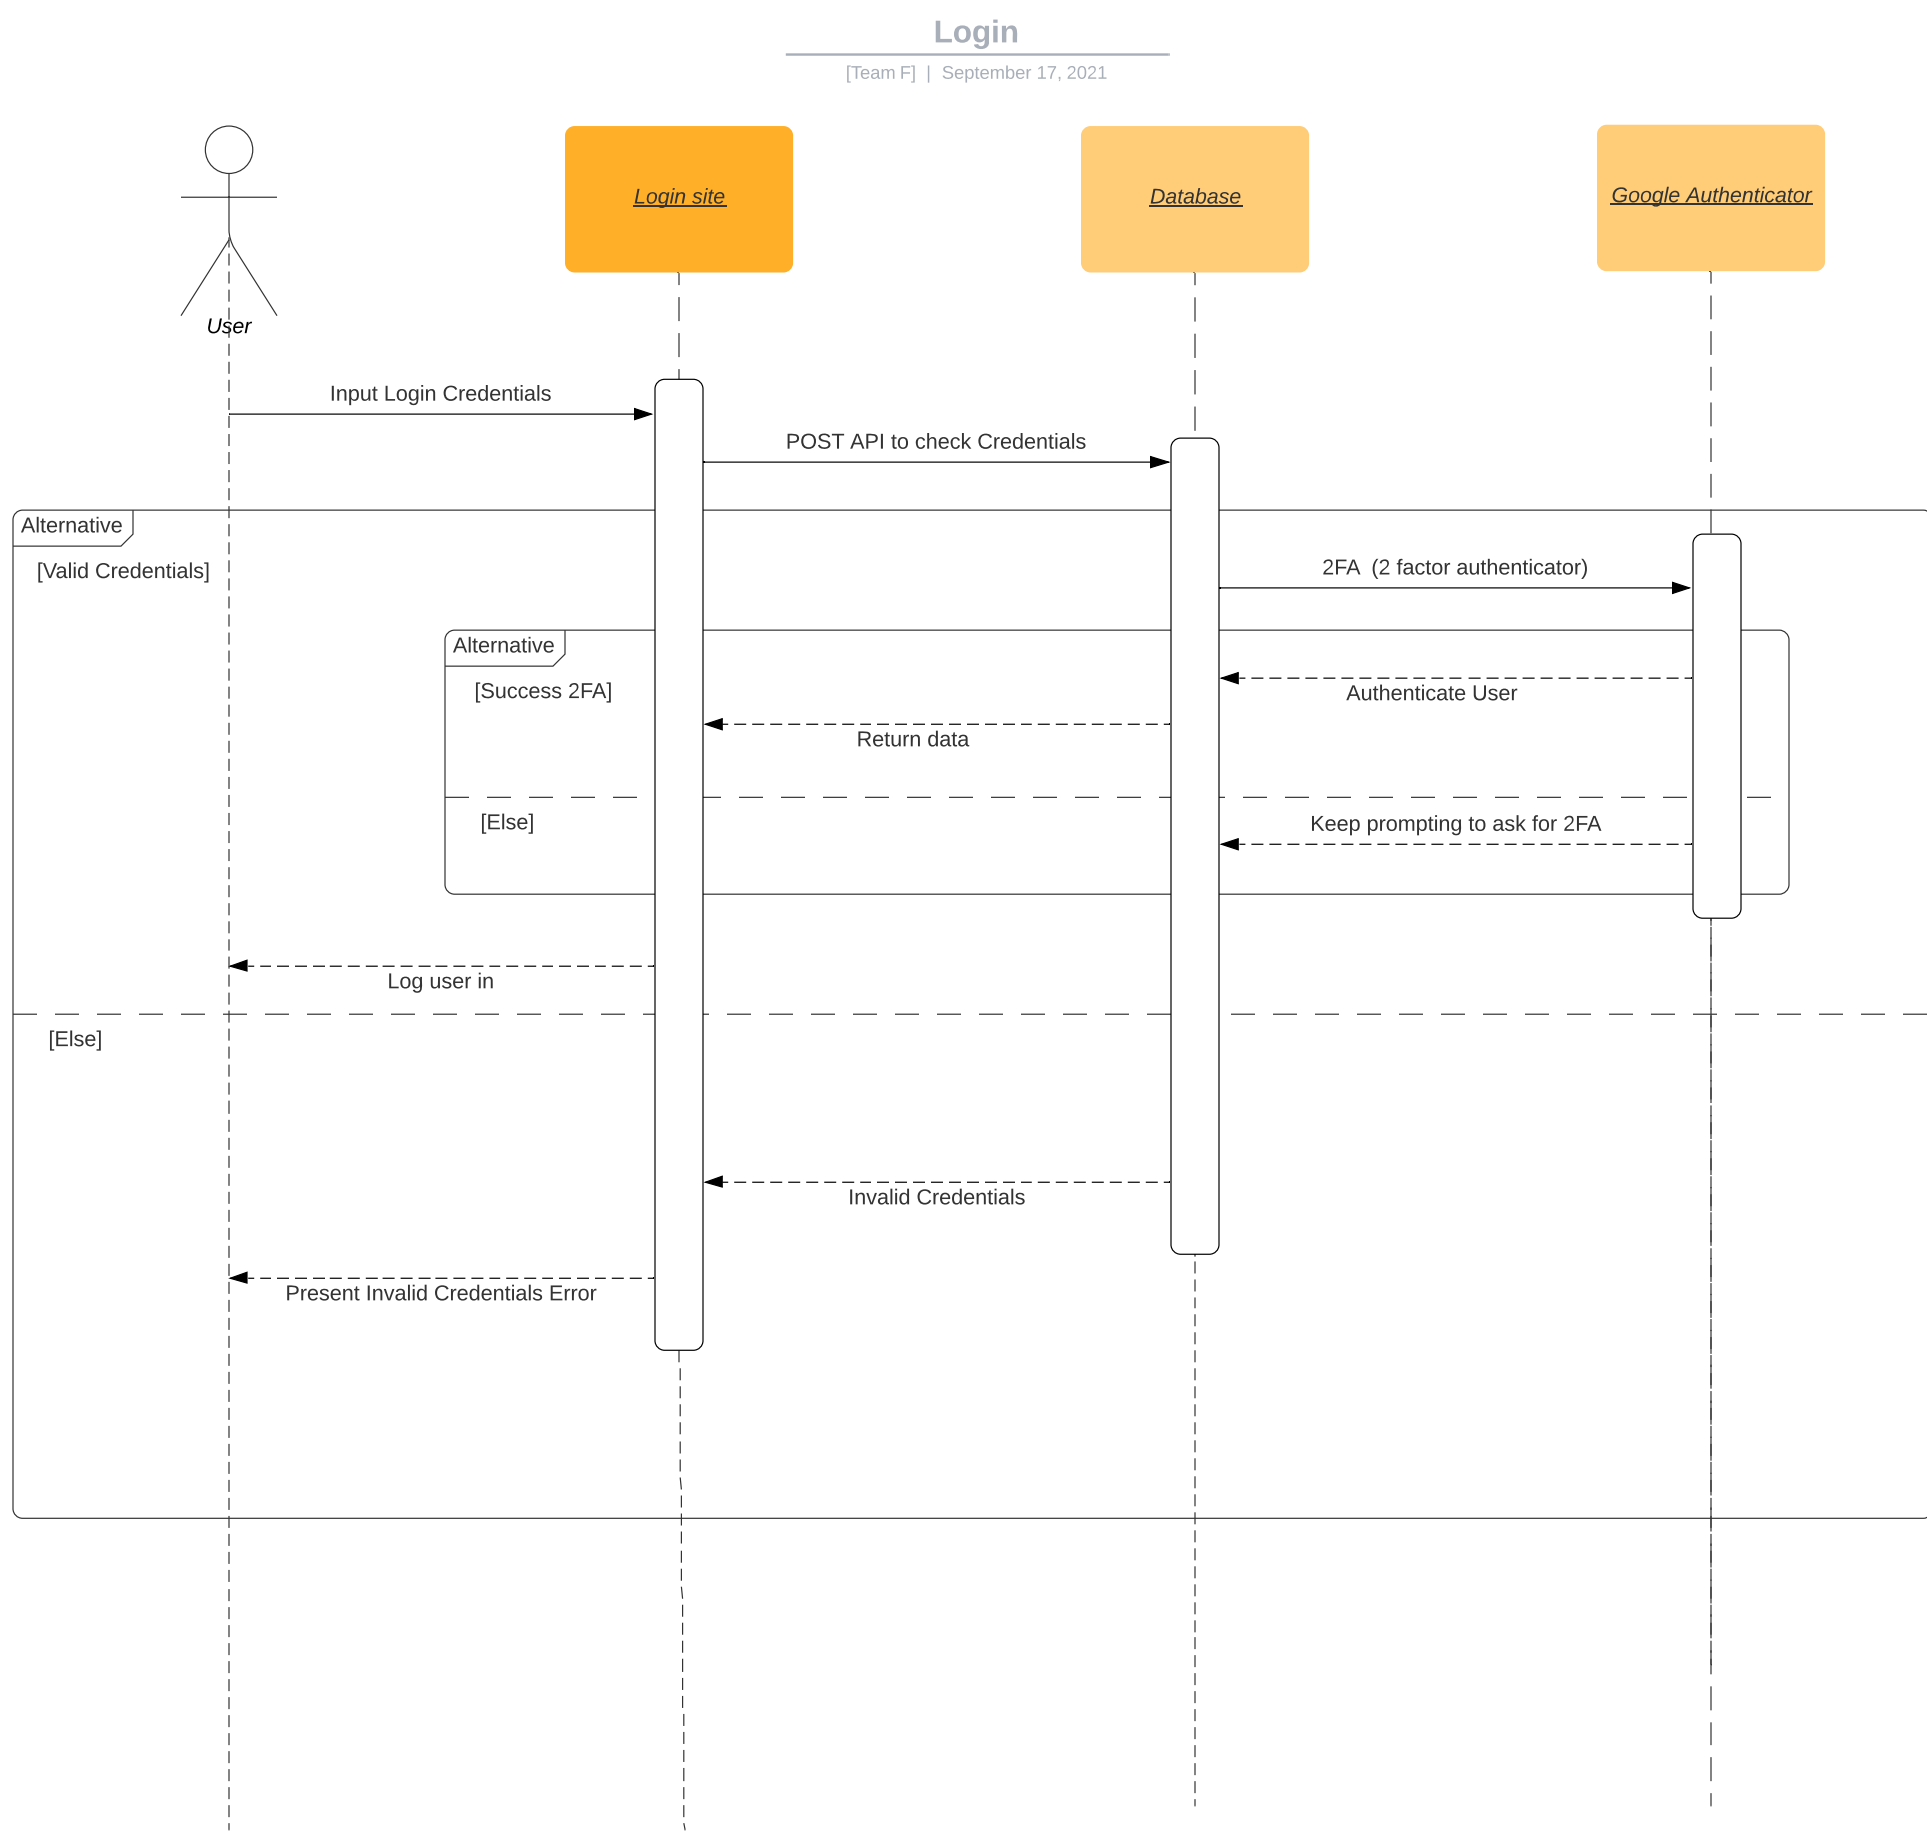 Login
[Team F]  |  September 17, 2021
User
Login site
Database
Google Authenticator
Input Login Credentials
POST API to check Credentials
Alternative
[Valid Credentials]
2FA  (2 factor authenticator)
Alternative
[Success 2FA]
Authenticate User
Return data
[Else]
Keep prompting to ask for 2FA
Log user in
[Else]
Invalid Credentials
Present Invalid Credentials Error